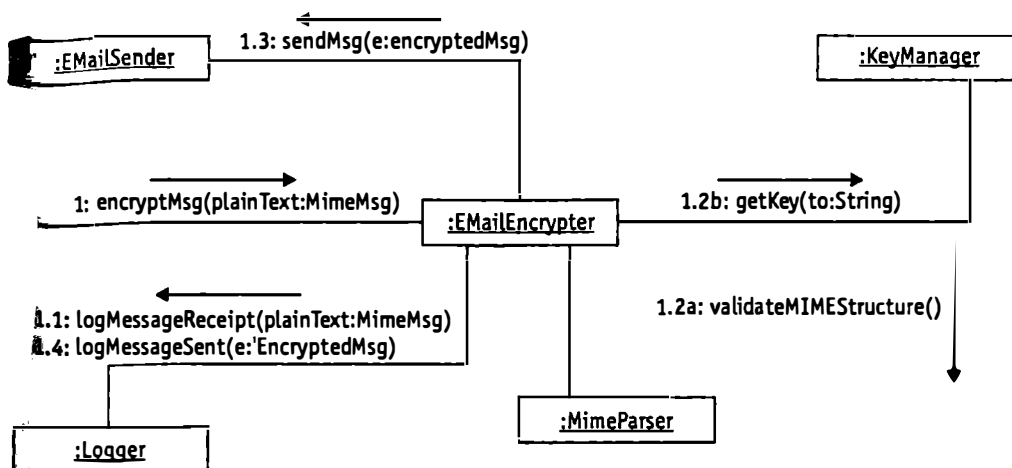 1.3: sendMsg(e:encryptedMsg)
:EMailSender
:KeyManager
1: encryptMsg(plainText:MimeMsg)
1.2b: getKey(to:String)
:EMailEncrypter
1.2a: validateMIMEStructure()
1.1: logMessageReceipt(plainText:MimeMsg)
1.4: logMessageSent(e:'EncryptedMsg)
:MimeParser
:Logger